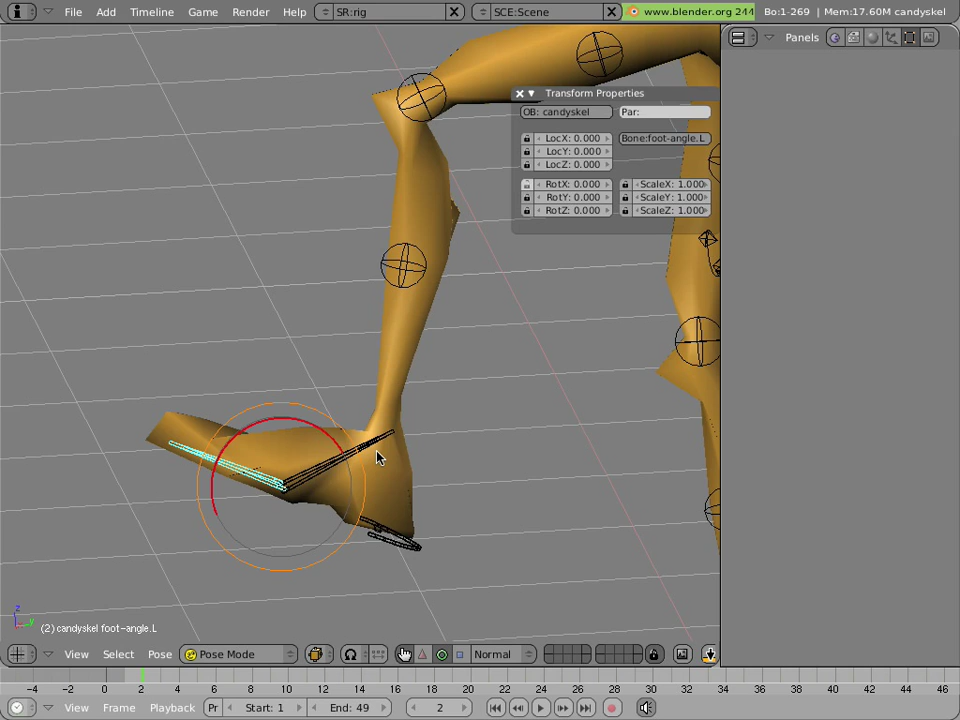 File Add Timeline Game Render Help SR:rig SCE:Scene www.blender.org 244 Bo:1-269 | Mem:17.60M candyskel
Panels
Transform Properties
OB: candyskel Par:
LocX: 0.000 Bone:foot-angle.L
LocY: 0.000
LocZ: 0.000
RotX: 0.000 ScaleX: 1.000
RotY: 0.000 ScaleY: 1.000
RotZ: 0.000 ScaleZ: 1.000
z
y
(2) candyskel foot-angle.L
View Select Pose Pose Mode Normal
-4 -2 0 2 4 6 8 10 12 14 16 18 20 22 24 26 28 30 32 34 36 38 40 42 44 46
View Frame Playback Pr Start: 1 End: 49 2